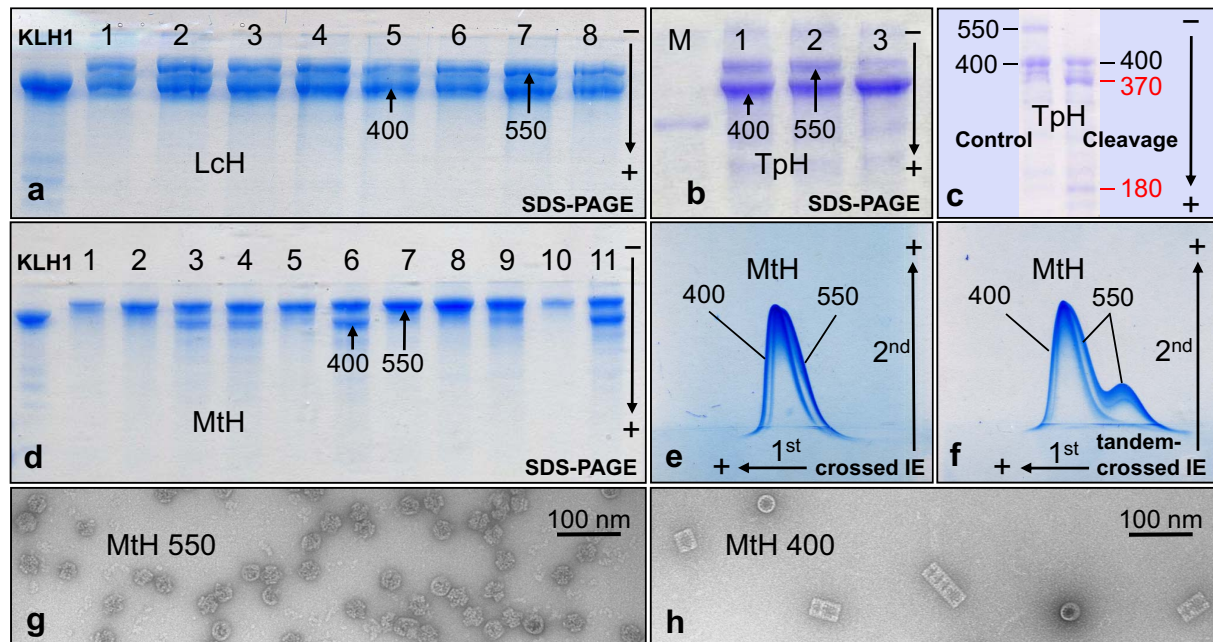 KLH1 1 2 3 4 5 6 7 8 −
400 550
LcH
+
a SDS-PAGE
M 1 2 3 −
400 550
TpH
+
b SDS-PAGE
550 −
400 400
370
TpH
Control Cleavage
180
c +
KLH1 1 2 3 4 5 6 7 8 9 10 11 −
400 550
MtH
+
d SDS-PAGE
MtH +
400 550
2nd
1st
e + crossed IE
MtH +
400 550
2nd
1st tandem-
f + crossed IE
MtH 550 100 nm
g
MtH 400 100 nm
h